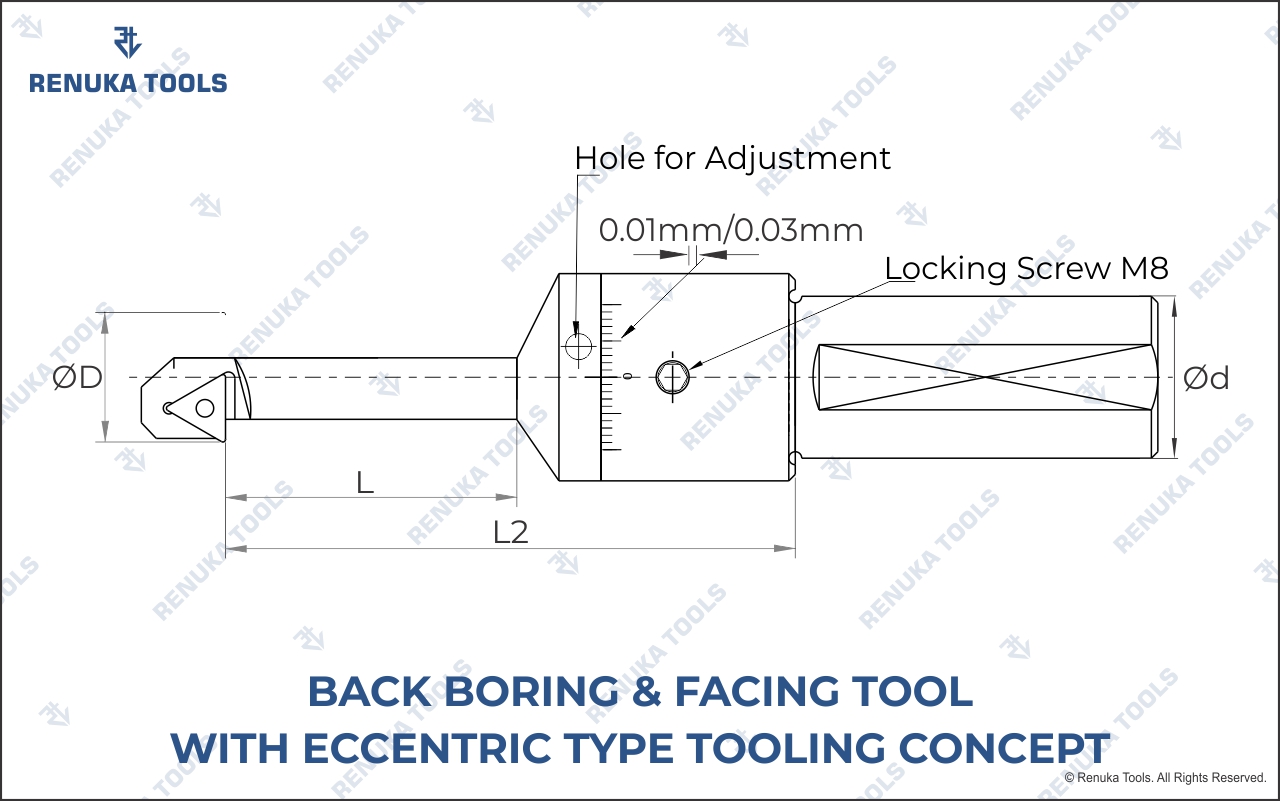 RENUKA TOOLS
Hole for Adjustment
0.01mm/0.03mm
Locking Screw M8
ØD
0
Ød
L
L2
BACK BORING & FACING TOOL
WITH ECCENTRIC TYPE TOOLING CONCEPT
© Renuka Tools. All Rights Reserved.